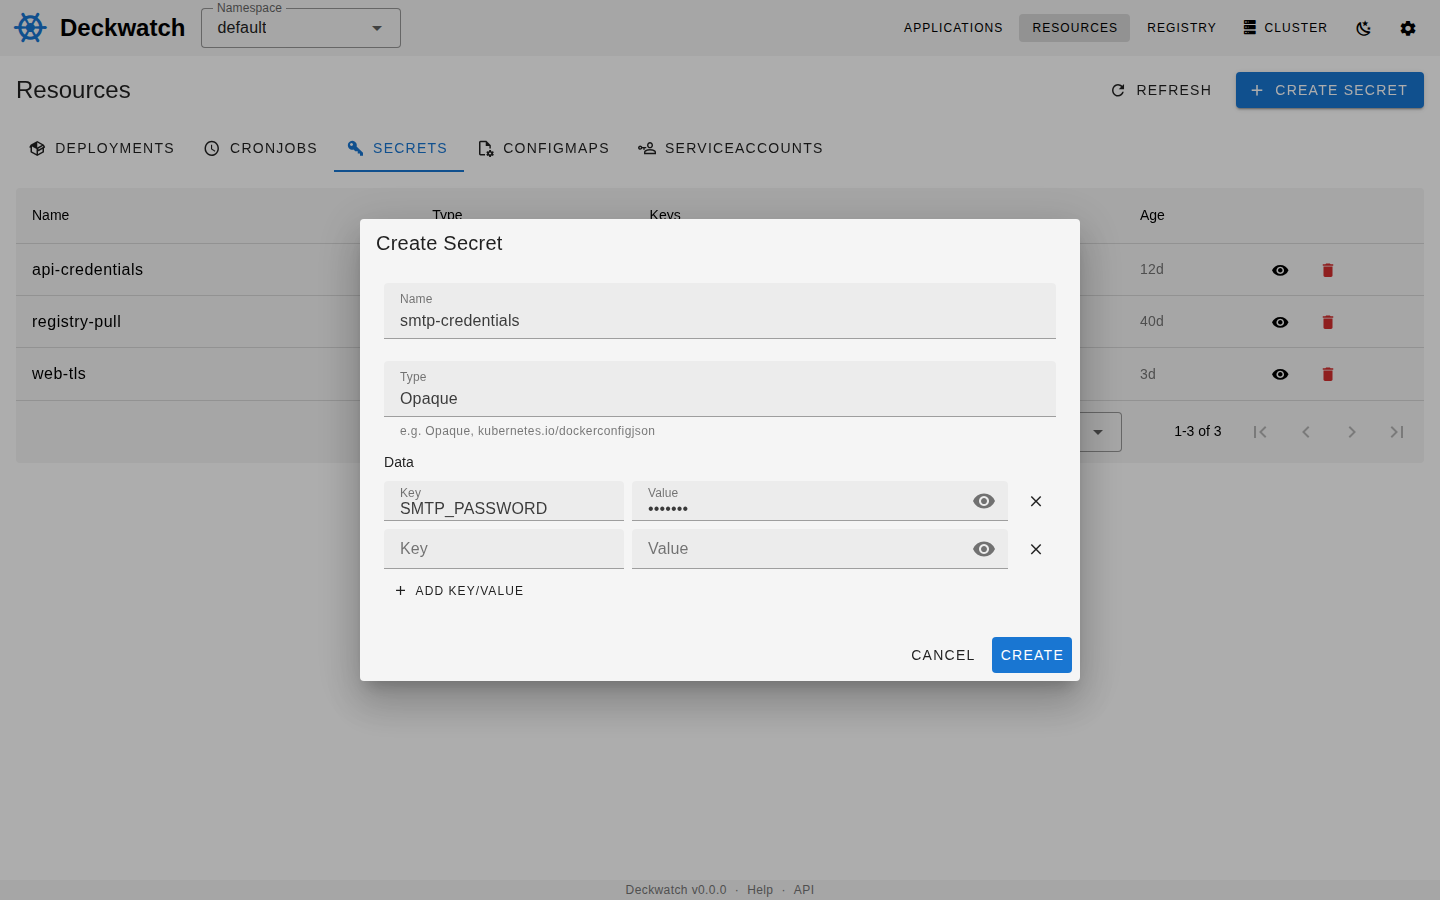 Deckwatch
Namespace
default
APPLICATIONS
RESOURCES
REGISTRY
CLUSTER
Resources
REFRESH
CREATE SECRET
DEPLOYMENTS
CRONJOBS
SECRETS
CONFIGMAPS
SERVICEACCOUNTS
Name
Type
Keys
Age
api-credentials
12d
registry-pull
40d
web-tls
3d
1-3 of 3
Create Secret
Name
smtp-credentials
Type
Opaque
e.g. Opaque, kubernetes.io/dockerconfigjson
Data
Key
SMTP_PASSWORD
Value
•••••••
Key
Value
ADD KEY/VALUE
CANCEL
CREATE
Deckwatch v0.0.0 · Help · API